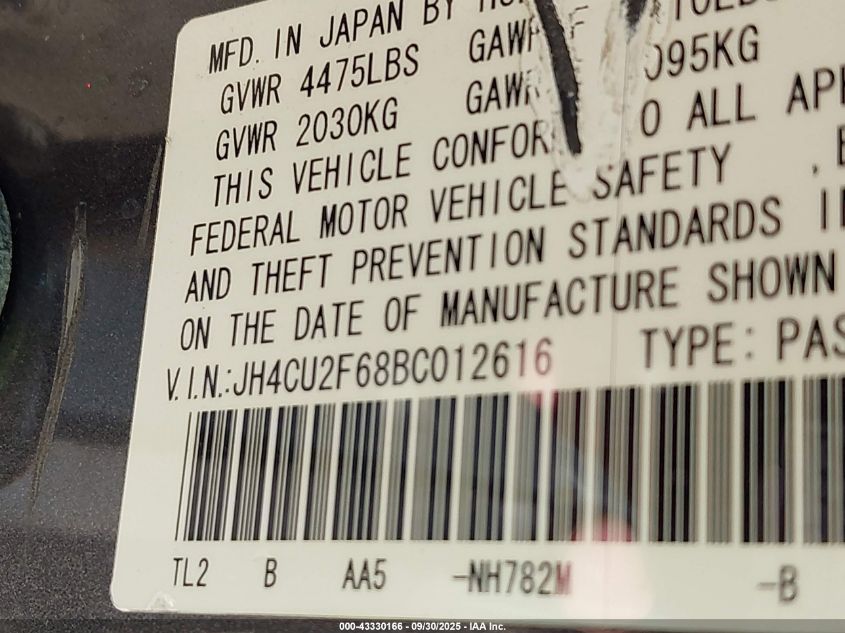 MFD. IN JAPAN BY
GVWR 4475LBS GAWR
GVWR 2030KG GAWR 095KG
THIS VEHICLE CONFOR O ALL
FEDERAL MOTOR VEHICLE SAFETY
AND THEFT PREVENTION STANDARDS
ON THE DATE OF MANUFACTURE SHOWN
V.I.N.:JH4CU2F68BC012616 TYPE: PAS
TL2 B AA5 -NH782M -B
000-43330166 - 09/30/2025 - IAA Inc.